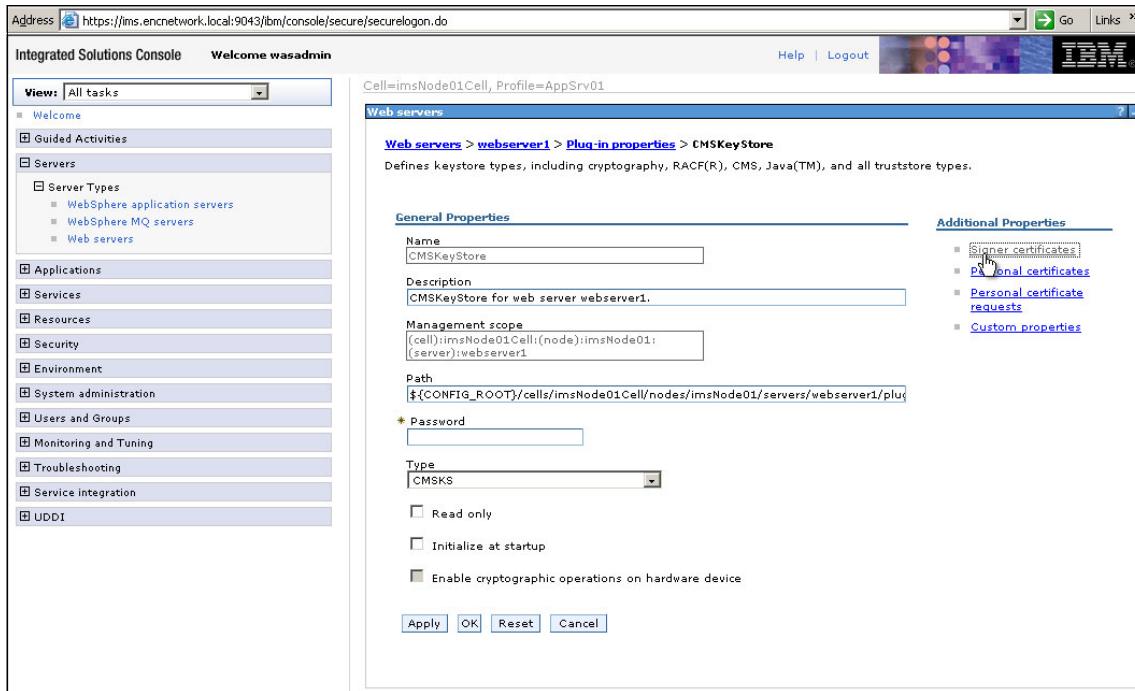 Address https://ims.encnetwork.local:9043/ibm/console/secure/securelogon.do Go Links »
Integrated Solutions Console Welcome wasadmin Help | Logout IBM
View: All tasks
Welcome
Guided Activities
Servers
Server Types
WebSphere application servers
WebSphere MQ servers
Web servers
Applications
Services
Resources
Security
Environment
System administration
Users and Groups
Monitoring and Tuning
Troubleshooting
Service integration
UDDI
Cell=imsNode01Cell, Profile=AppSrv01
Web servers ? -
Web servers > webserver1 > Plug-in properties > CMSKeyStore
Defines keystore types, including cryptography, RACF(R), CMS, Java(TM), and all truststore types.
General Properties
Name
CMSKeyStore
Description
CMSKeyStore for web server webserver1.
Management scope
(cell):imsNode01Cell:(node):imsNode01:
(server):webserver1
Path
${CONFIG_ROOT}/cells/imsNode01Cell/nodes/imsNode01/servers/webserver1/plug
* Password
Type
CMSKS
Read only
Initialize at startup
Enable cryptographic operations on hardware device
Apply OK Reset Cancel
Additional Properties
Signer certificates
Personal certificates
Personal certificate
requests
Custom properties